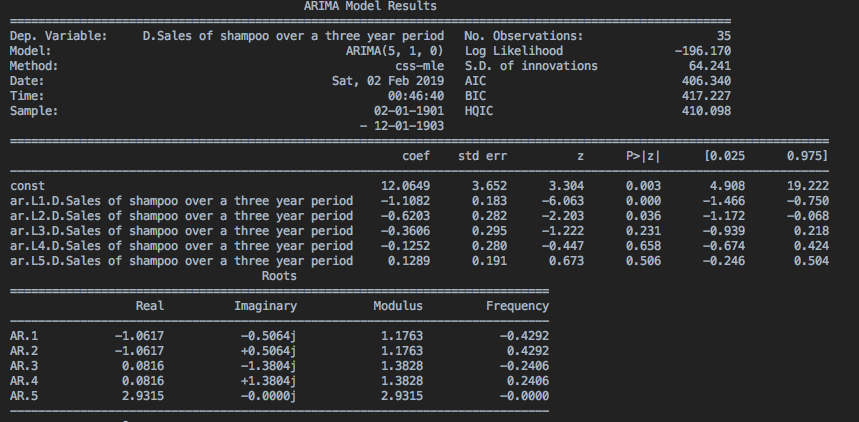 ARIMA Model Results
Dep. Variable: D.Sales of shampoo over a three year period No. Observations: 35
Model: ARIMA(5, 1, 0) Log Likelihood -196.170
Method: css-mle S.D. of innovations 64.241
Date: Sat, 02 Feb 2019 AIC 406.340
Time: 00:46:40 BIC 417.227
Sample: 02-01-1901 HQIC 410.098
- 12-01-1903
coef std err z P>|z| [0.025 0.975]
const 12.0649 3.652 3.304 0.003 4.908 19.222
ar.L1.D.Sales of shampoo over a three year period -1.1082 0.183 -6.063 0.000 -1.466 -0.750
ar.L2.D.Sales of shampoo over a three year period -0.6203 0.282 -2.203 0.036 -1.172 -0.068
ar.L3.D.Sales of shampoo over a three year period -0.3606 0.295 -1.222 0.231 -0.939 0.218
ar.L4.D.Sales of shampoo over a three year period -0.1252 0.280 -0.447 0.658 -0.674 0.424
ar.L5.D.Sales of shampoo over a three year period 0.1289 0.191 0.673 0.506 -0.246 0.504
Roots
Real Imaginary Modulus Frequency
AR.1 -1.0617 -0.5064j 1.1763 -0.4292
AR.2 -1.0617 +0.5064j 1.1763 0.4292
AR.3 0.0816 -1.3804j 1.3828 -0.2406
AR.4 0.0816 +1.3804j 1.3828 0.2406
AR.5 2.9315 -0.0000j 2.9315 -0.0000